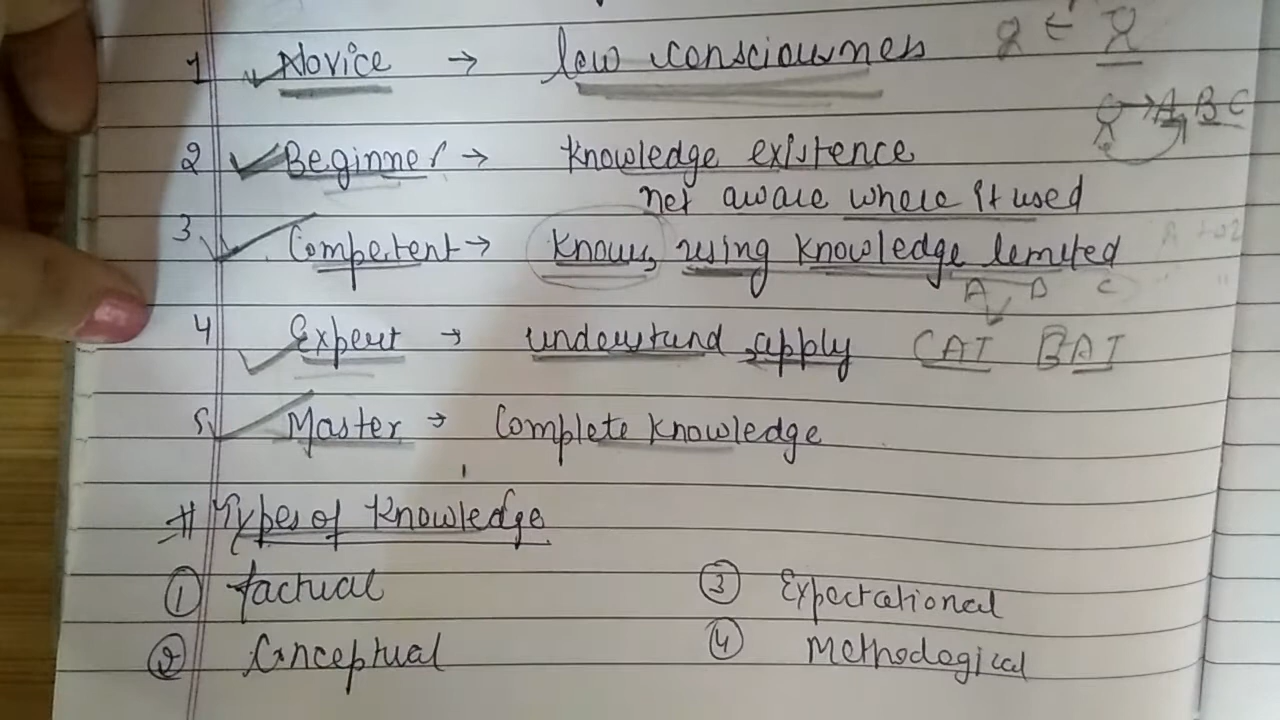 1 Novice → low consciousness
→ A B C
2 Beginner → Knowledge existence
not aware where it used
3 Competent → Knows, using knowledge limited
A B C
4 Expert → understand, apply CAT BAT
5 Master → Complete knowledge
# Types of Knowledge
① factual ③ Expectational
② Conceptual ④ Methodogical